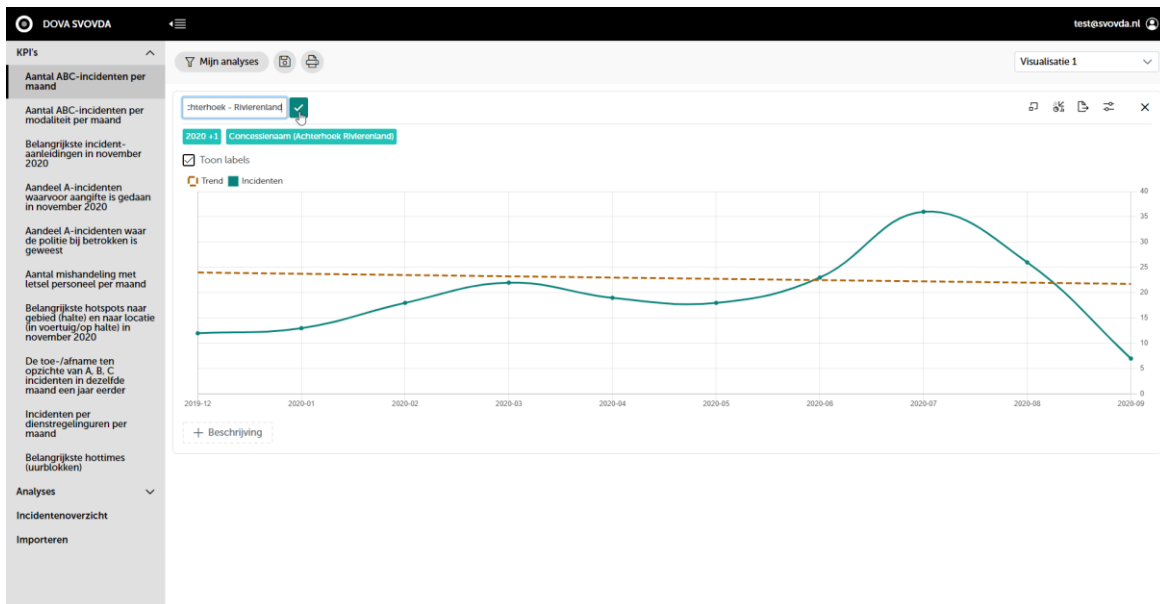 DOVA SVOVDA
test@svovda.nl
KPI's
Aantal ABC-incidenten per
maand
Aantal ABC-incidenten per
modaliteit per maand
Belangrijkste incident-
aanleidingen in november
2020
Aandeel A-incidenten
waarvoor aangifte is gedaan
in november 2020
Aandeel A-incidenten waar
de politie bij betrokken is
geweest
Aantal mishandeling met
letsel personeel per maand
Belangrijkste hotspots naar
gebied (halte) en naar locatie
(in voertuig/op halte) in
november 2020
De toe-/afname ten
opzichte van A, B, C
incidenten in dezelfde
maand een jaar eerder
Incidenten per
dienstregelinguren per
maand
Belangrijkste hottimes
(uurblokken)
Analyses
Incidentenoverzicht
Importeren
Mijn analyses
Visualisatie 1
chterhoek - Rivierenland
2020 +1 Concessienaam (Achterhoek Rivierenland)
Toon labels
Trend Incidenten
40
35
30
25
20
15
10
5
0
2019-12 2020-01 2020-02 2020-03 2020-04 2020-05 2020-06 2020-07 2020-08 2020-09
+ Beschrijving